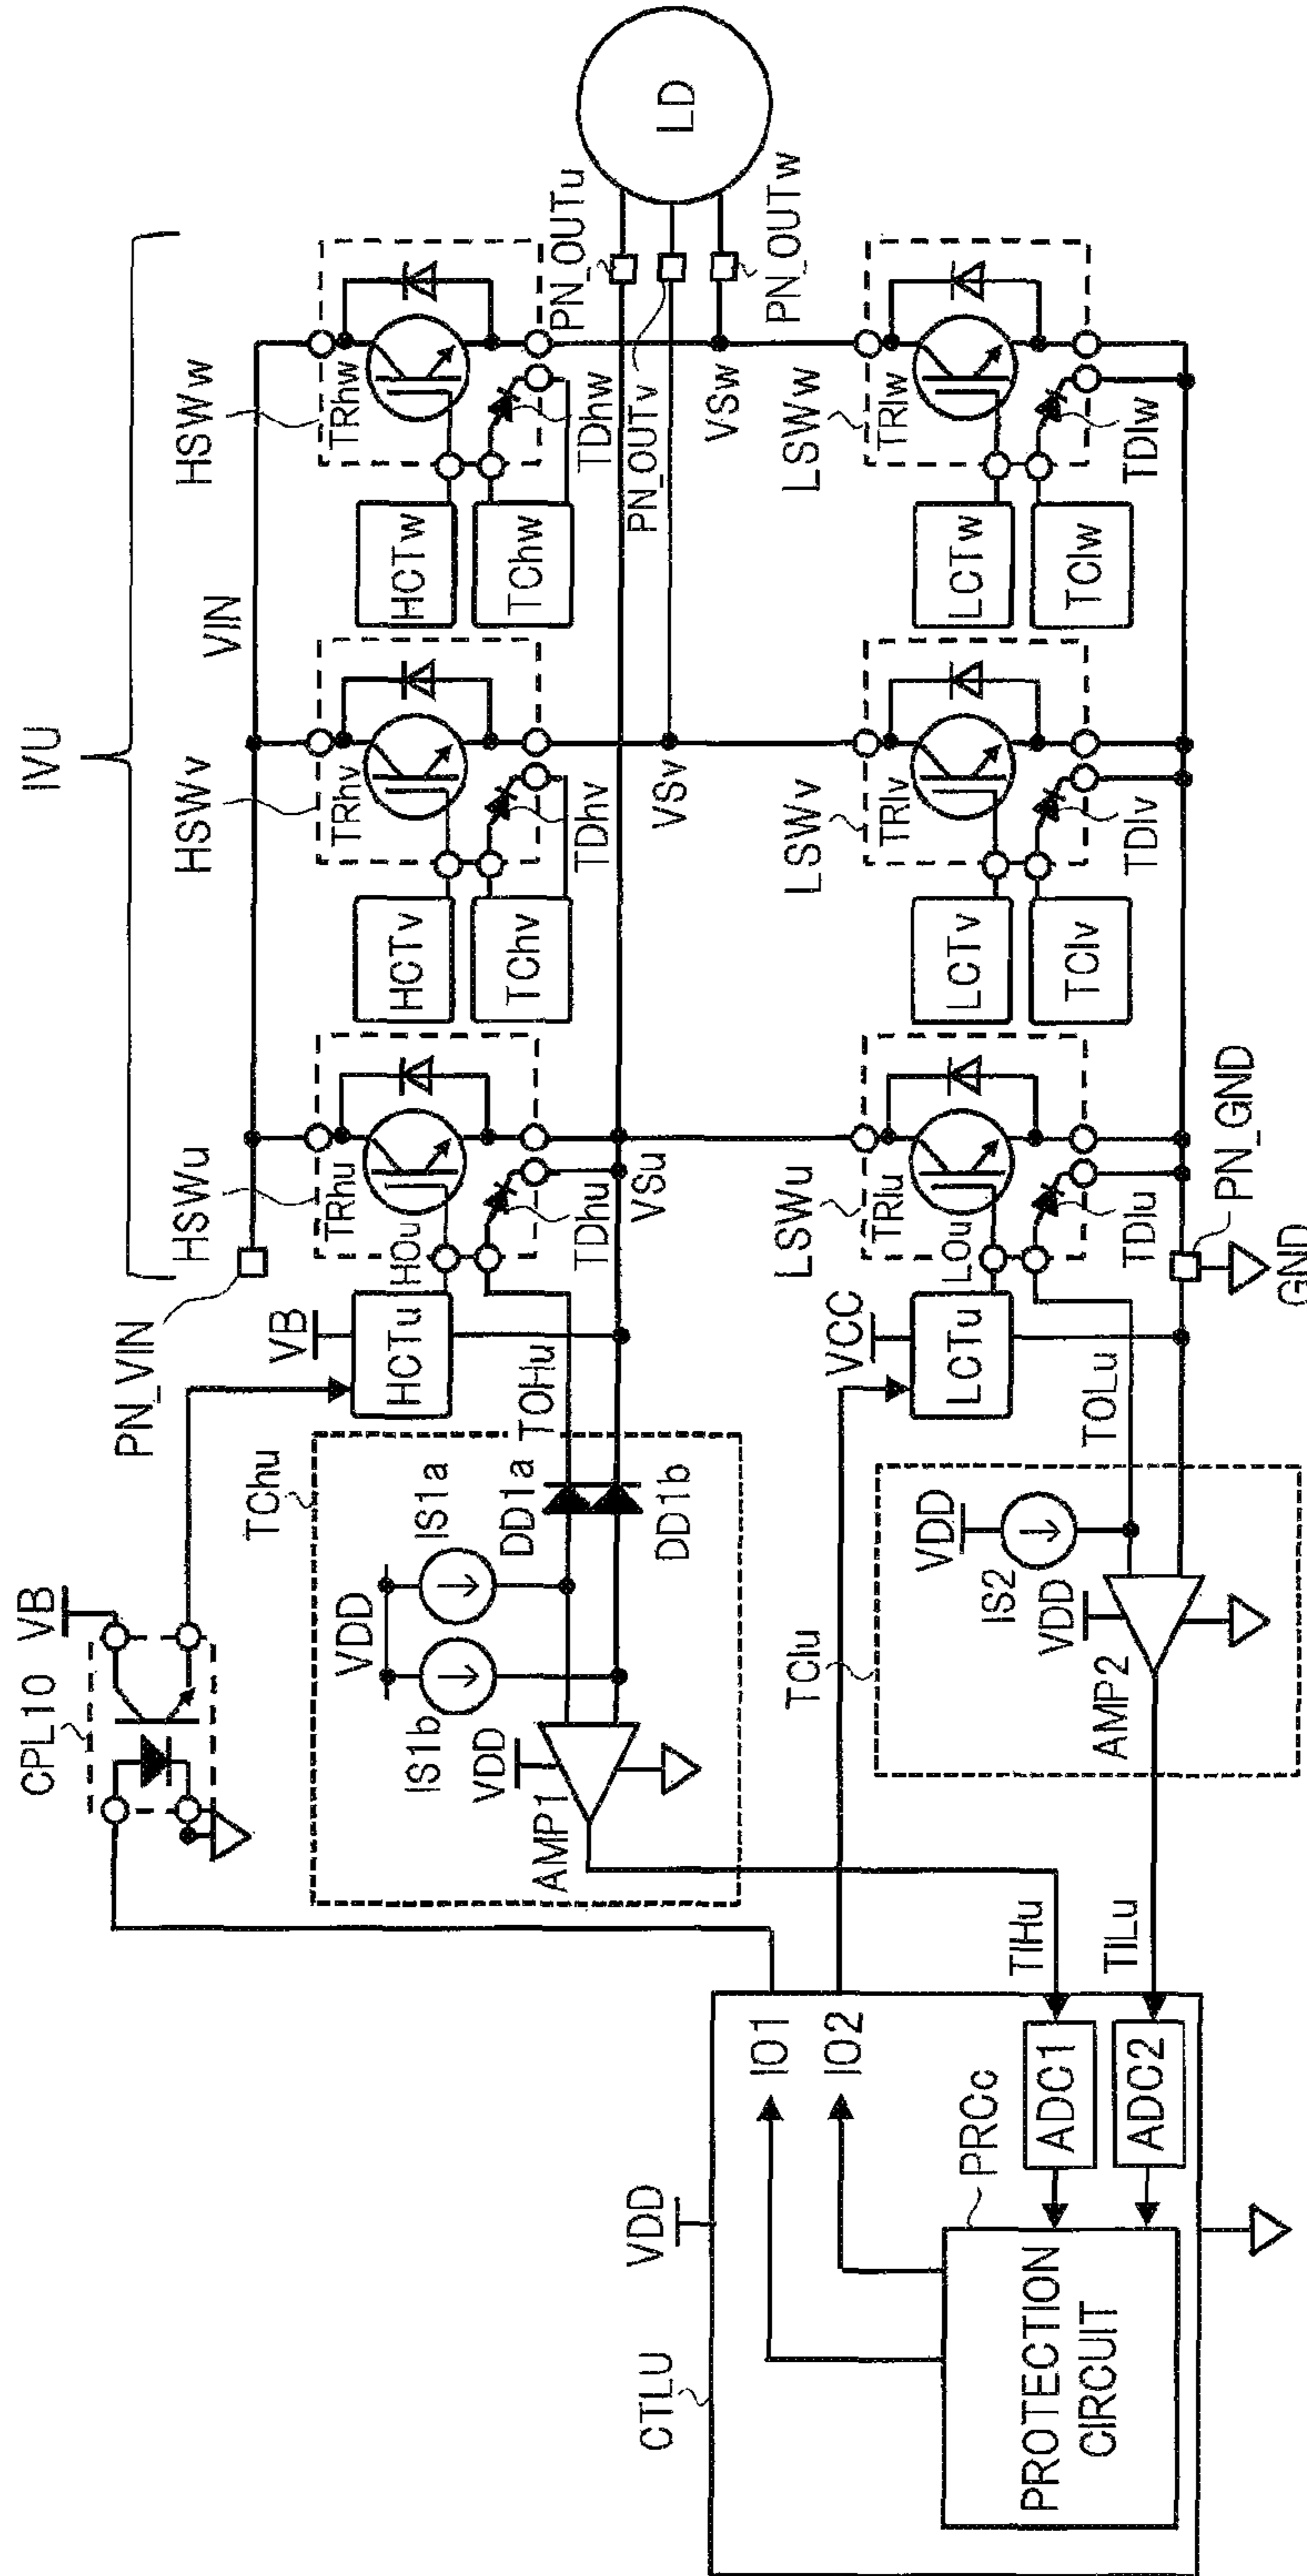 IVU
PN_VIN
HSWu
HSWv
VIN
HSWw
CPL10
VB
VB
TChu
HCTu
HOu
TRhu
TDhu
HCTv
TChv
TRhv
TDhv
HCTw
TChw
TRhw
TDhw
PN_OUTu
PN_OUTv
PN_OUTw
LD
VDD
IS1a
IS1b
VDD
AMP1
DD1a
DD1b
TOHu
VSu
VSv
VSw
CTLU
VDD
IO1
IO2
PRCc
PROTECTION
CIRCUIT
ADC1
ADC2
TIHu
TILu
TClu
VDD
IS2
VDD
AMP2
TOLu
VCC
LCTu
LOu
LSWu
TRlu
TDlu
LCTv
TClv
LSWv
TRlv
TDlv
LCTw
TClw
LSWw
TRlw
TDlw
PN_GND
GND